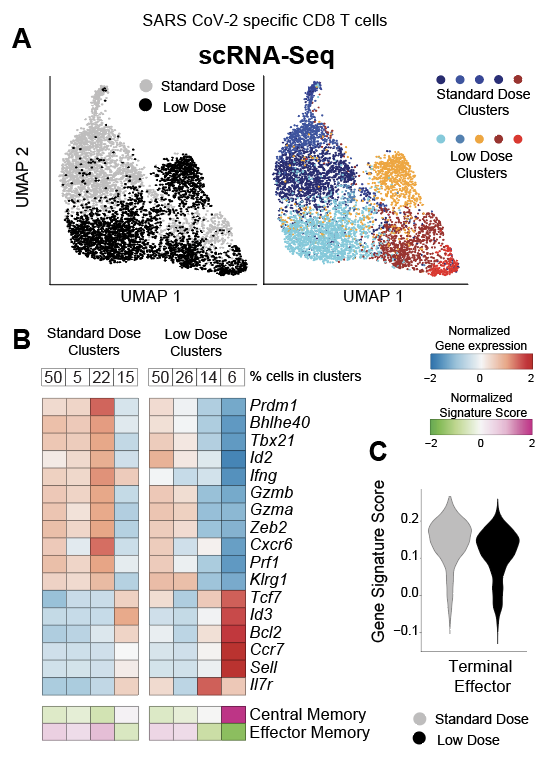 SARS CoV-2 specific CD8 T cells
A
scRNA-Seq
Standard Dose
Low Dose
Standard Dose
Clusters
Low Dose
Clusters
UMAP 2
UMAP 1
UMAP 1
B
Standard Dose
Clusters
Low Dose
Clusters
50 5 22 15
50 26 14 6
% cells in clusters
Prdm1
Bhlhe40
Tbx21
Id2
Ifng
Gzmb
Gzma
Zeb2
Cxcr6
Prf1
Klrg1
Tcf7
Id3
Bcl2
Ccr7
Sell
Il7r
Central Memory
Effector Memory
Normalized
Gene expression
−2 0 2
Normalized
Signature Score
−2 0 2
C
Gene Signature Score
0.2
0.1
0.0
−0.1
Terminal
Effector
Standard Dose
Low Dose